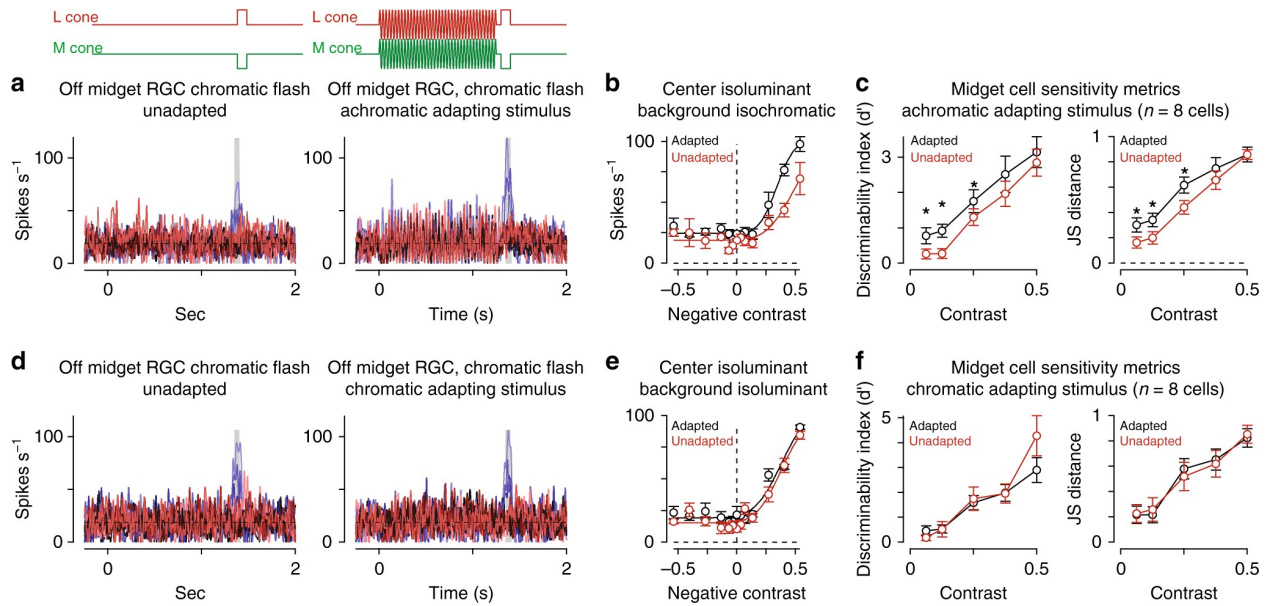 L cone
M cone
L cone
M cone
a
Off midget RGC chromatic flash
unadapted
Off midget RGC, chromatic flash
achromatic adapting stimulus
b
Center isoluminant
background isochromatic
c
Midget cell sensitivity metrics
achromatic adapting stimulus (n = 8 cells)
Spikes s⁻¹
100
0
0
2
Sec
100
0
0
2
Time (s)
Spikes s⁻¹
100
0
Adapted
Unadapted
−0.5
0
0.5
Negative contrast
Discriminability index (d')
3
0
Adapted
Unadapted
* * *
0
0.5
Contrast
JS distance
1
0
Adapted
Unadapted
* * *
0
0.5
Contrast
d
Off midget RGC chromatic flash
unadapted
Off midget RGC, chromatic flash
chromatic adapting stimulus
e
Center isoluminant
background isoluminant
f
Midget cell sensitivity metrics
chromatic adapting stimulus (n = 8 cells)
Spikes s⁻¹
100
0
0
2
Sec
100
0
0
2
Time (s)
Spikes s⁻¹
100
0
Adapted
Unadapted
−0.5
0
0.5
Negative contrast
Discriminability index (d')
5
0
Adapted
Unadapted
0
0.5
Contrast
JS distance
1
0
Adapted
Unadapted
0
0.5
Contrast